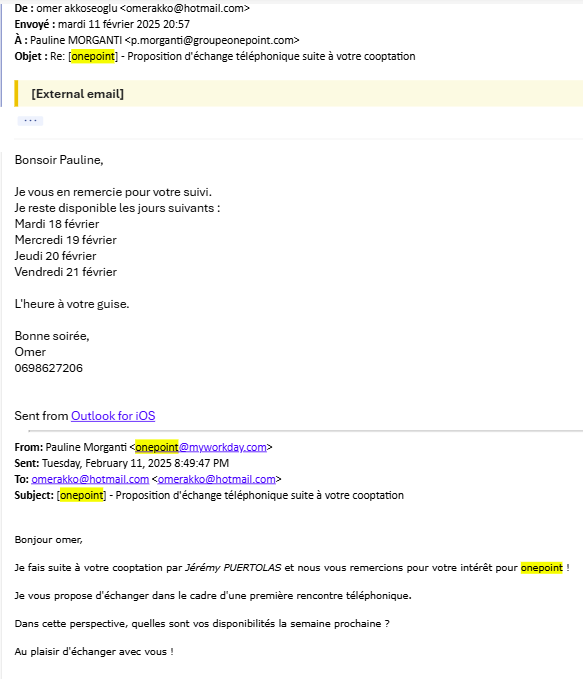 De : omer akkoseoglu <omerakko@hotmail.com>
Envoyé : mardi 11 février 2025 20:57
À : Pauline MORGANTI <p.morganti@groupeonepoint.com>
Objet : Re: [onepoint] - Proposition d'échange téléphonique suite à votre cooptation
[External email]
...
Bonsoir Pauline,
Je vous en remercie pour votre suivi.
Je reste disponible les jours suivants :
Mardi 18 février
Mercredi 19 février
Jeudi 20 février
Vendredi 21 février
L'heure à votre guise.
Bonne soirée,
Omer
0698627206
Sent from Outlook for iOS
From: Pauline Morganti <onepoint@myworkday.com>
Sent: Tuesday, February 11, 2025 8:49:47 PM
To: omerakko@hotmail.com <omerakko@hotmail.com>
Subject: [onepoint] - Proposition d'échange téléphonique suite à votre cooptation
Bonjour omer,
Je fais suite à votre cooptation par Jérémy PUERTOLAS et nous vous remercions pour votre intérêt pour onepoint !
Je vous propose d'échanger dans le cadre d'une première rencontre téléphonique.
Dans cette perspective, quelles sont vos disponibilités la semaine prochaine ?
Au plaisir d'échanger avec vous !